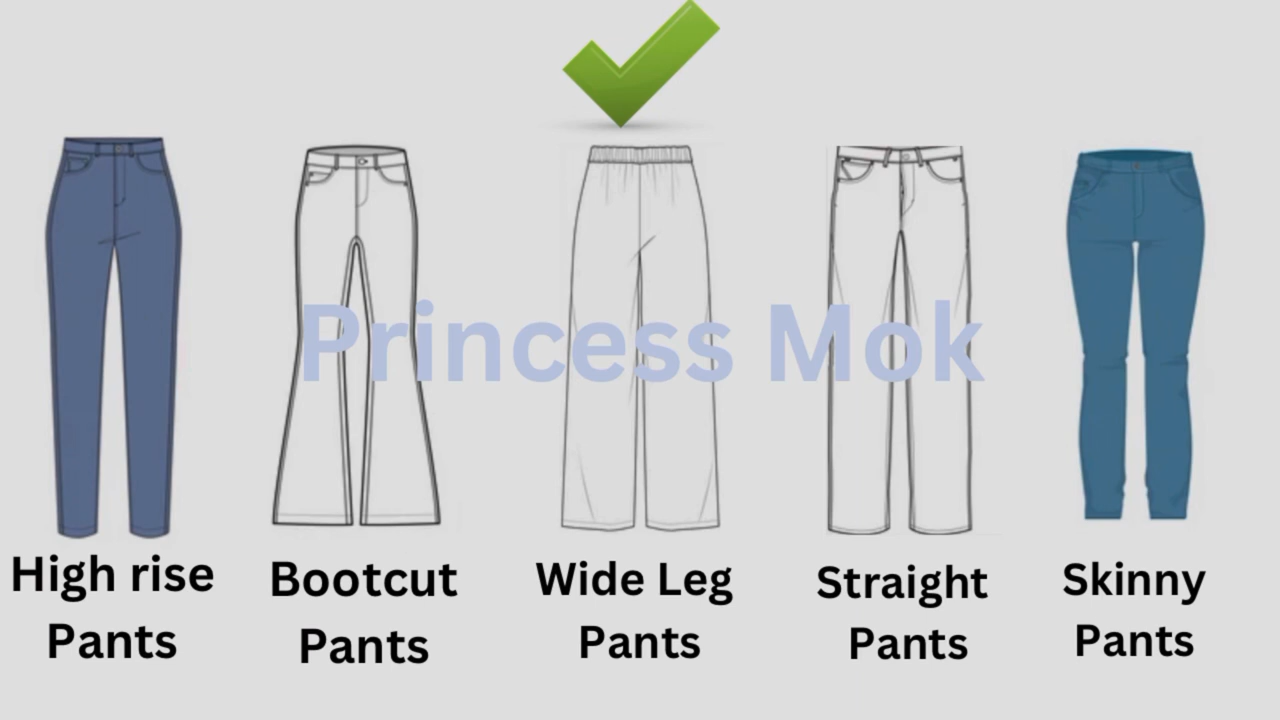 Princess Mok
High rise
Pants
Bootcut
Pants
Wide Leg
Pants
Straight
Pants
Skinny
Pants